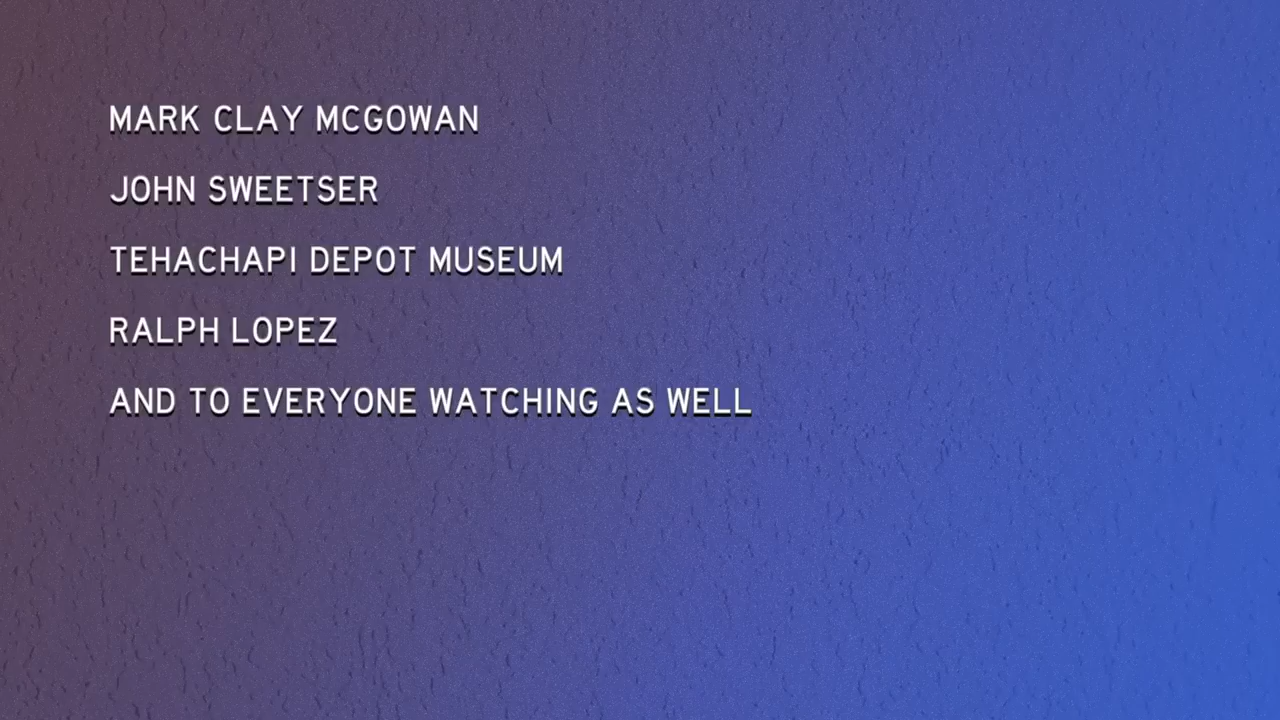 MARK CLAY MCGOWAN
JOHN SWEETSER
TEHACHAPI DEPOT MUSEUM
RALPH LOPEZ
AND TO EVERYONE WATCHING AS WELL